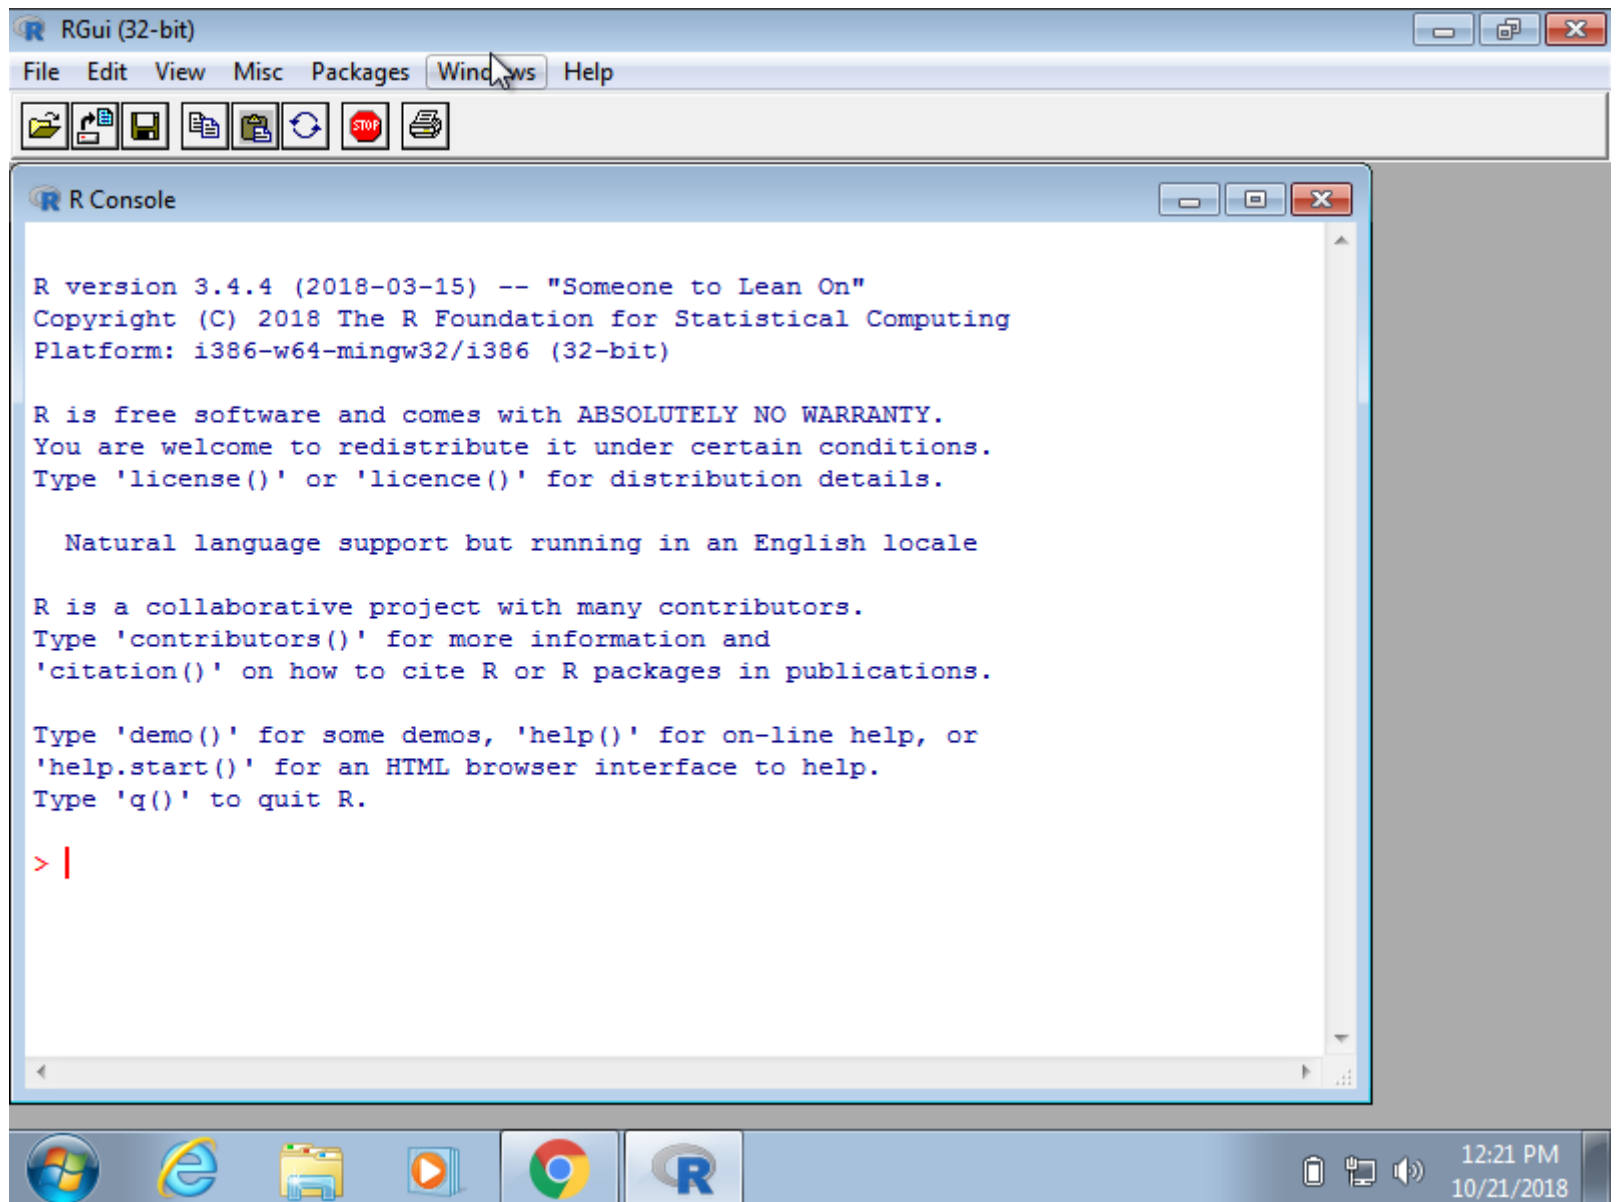 RGui (32-bit)
File Edit View Misc Packages Windows Help
STOP
R Console
R version 3.4.4 (2018-03-15) -- "Someone to Lean On"
Copyright (C) 2018 The R Foundation for Statistical Computing
Platform: i386-w64-mingw32/i386 (32-bit)
R is free software and comes with ABSOLUTELY NO WARRANTY.
You are welcome to redistribute it under certain conditions.
Type 'license()' or 'licence()' for distribution details.
Natural language support but running in an English locale
R is a collaborative project with many contributors.
Type 'contributors()' for more information and
'citation()' on how to cite R or R packages in publications.
Type 'demo()' for some demos, 'help()' for on-line help, or
'help.start()' for an HTML browser interface to help.
Type 'q()' to quit R.
>
12:21 PM
10/21/2018